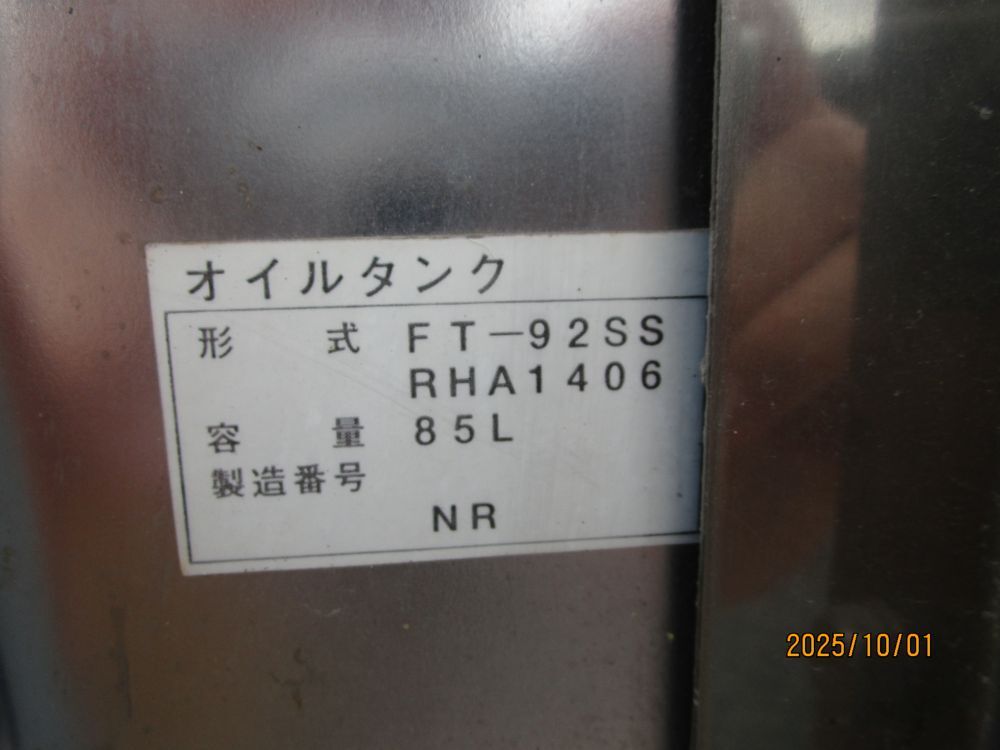 オイルタンク
形式 FT-92SS
RHA1406
容量 85L
製造番号
NR
2025/10/01